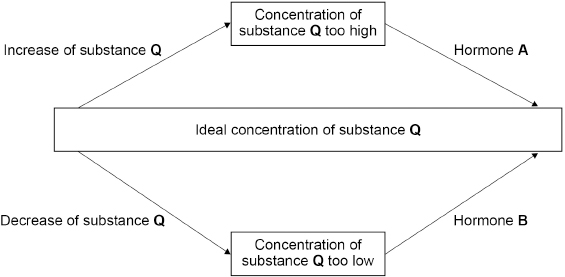 Concentration of
substance Q too high
Increase of substance Q
Hormone A
Ideal concentration of substance Q
Decrease of substance Q
Hormone B
Concentration of
substance Q too low